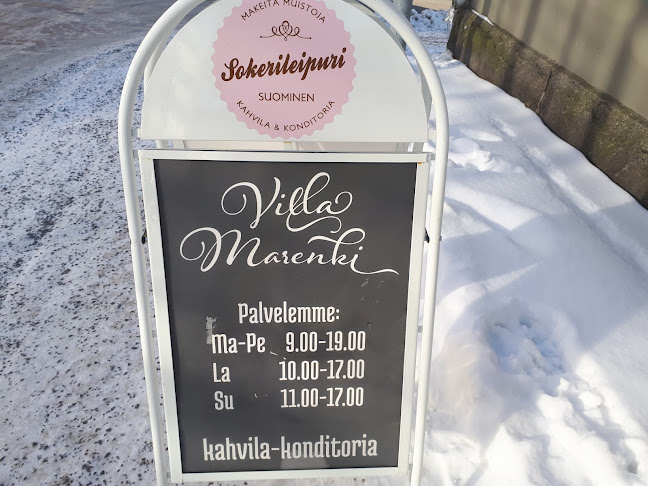 MAKEITA MUISTOJA
Sokerileipuri
SUOMINEN
KAHVILA & KONDITORIA
Villa
Marenki
Palvelemme:
Ma-Pe 9.00-19.00
La 10.00-17.00
Su 11.00-17.00
kahvila-konditoria